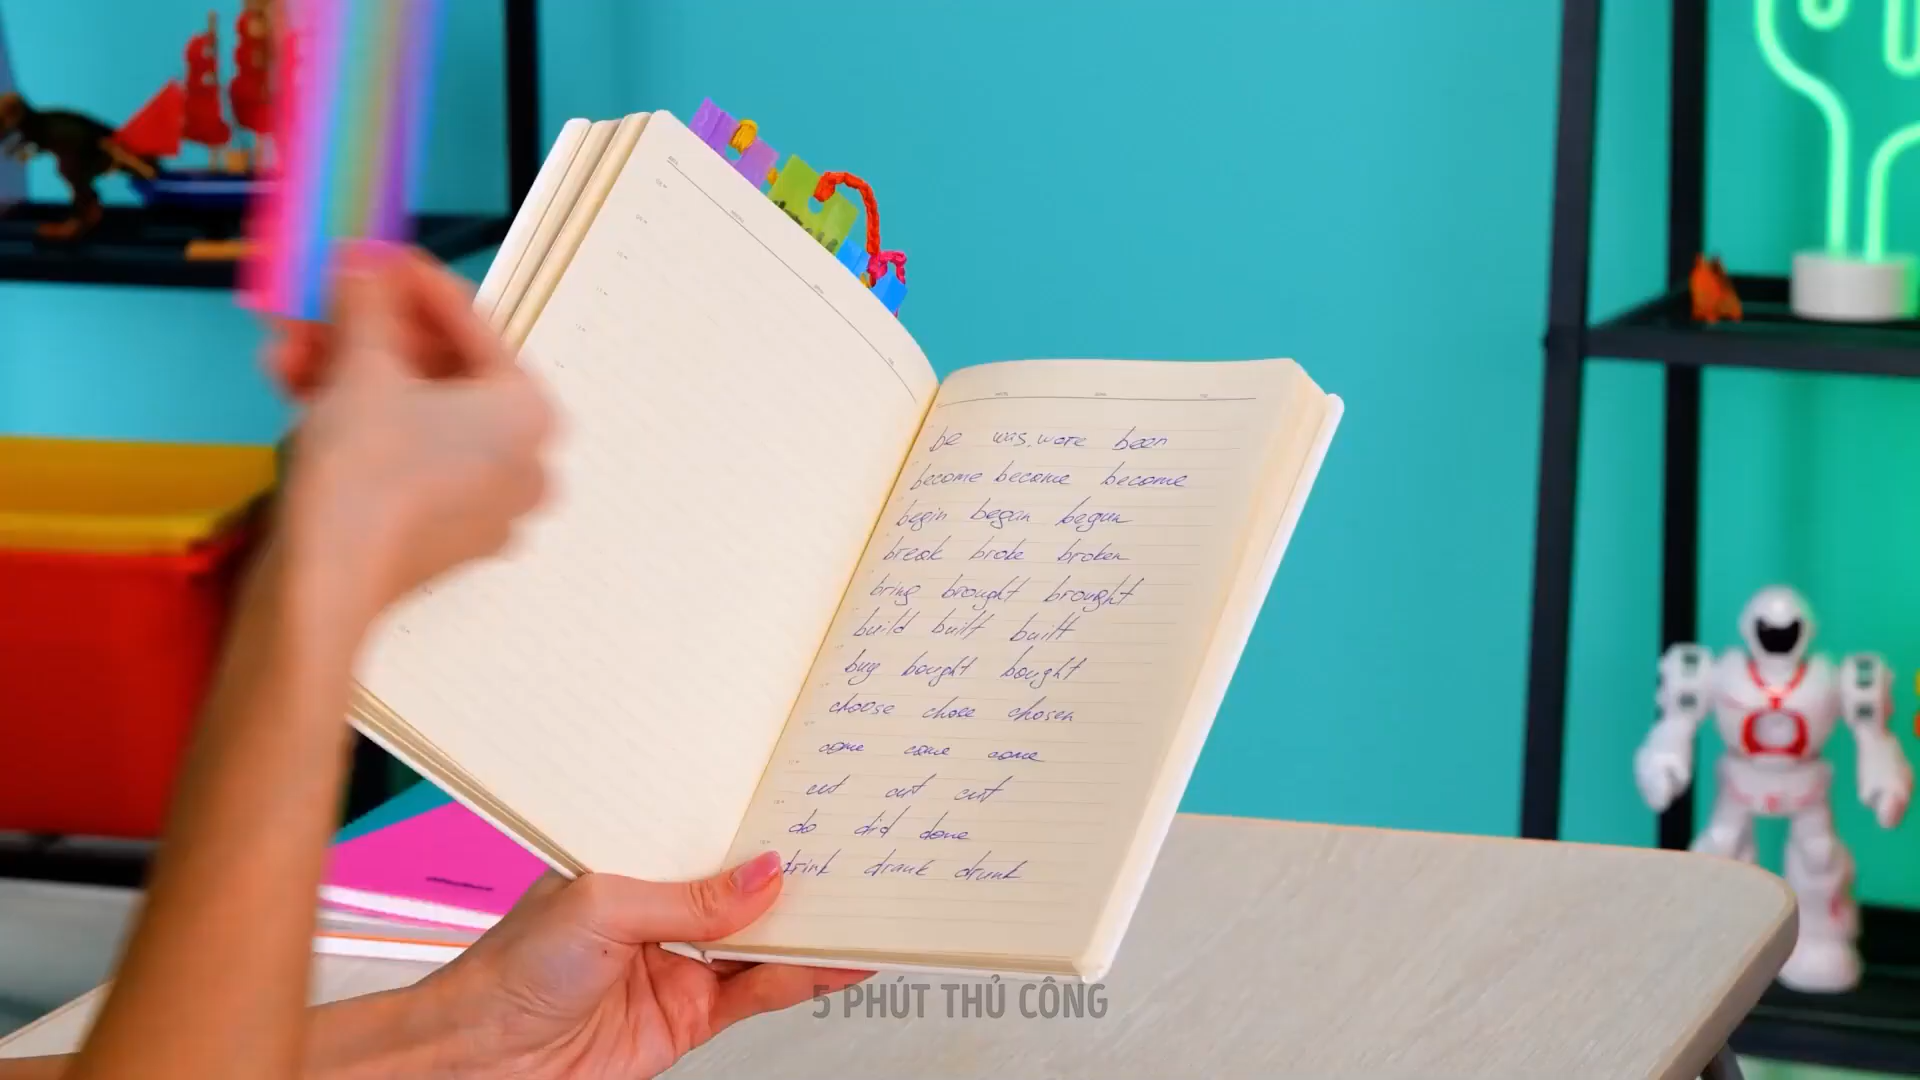 be was, were been
become became become
begin began begun
break broke broken
bring brought brought
build built built
buy bought bought
choose chose chosen
come came come
cut cut cut
do did done
drink drank drunk
5 PHÚT THỦ CÔNG